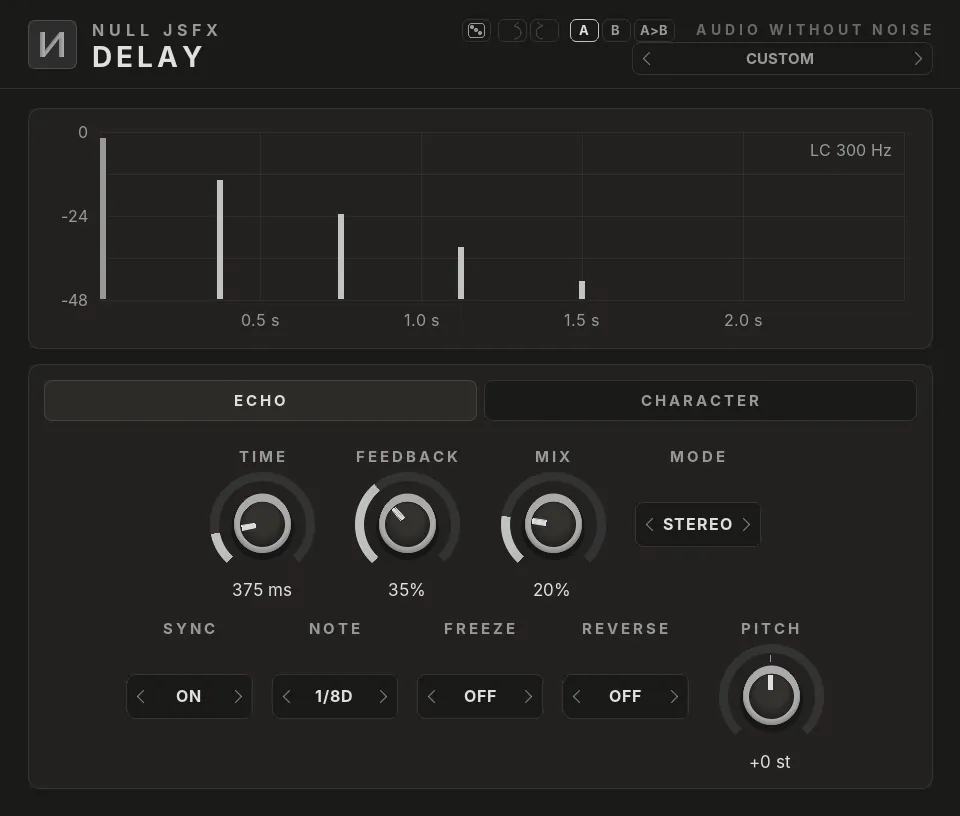 NULL JSFX
DELAY
A B A>B
AUDIO WITHOUT NOISE
CUSTOM
0
LC 300 Hz
-24
-48
0.5 s 1.0 s 1.5 s 2.0 s
ECHO CHARACTER
TIME FEEDBACK MIX MODE
STEREO
375 ms 35% 20%
SYNC NOTE FREEZE REVERSE PITCH
ON 1/8D OFF OFF
+0 st